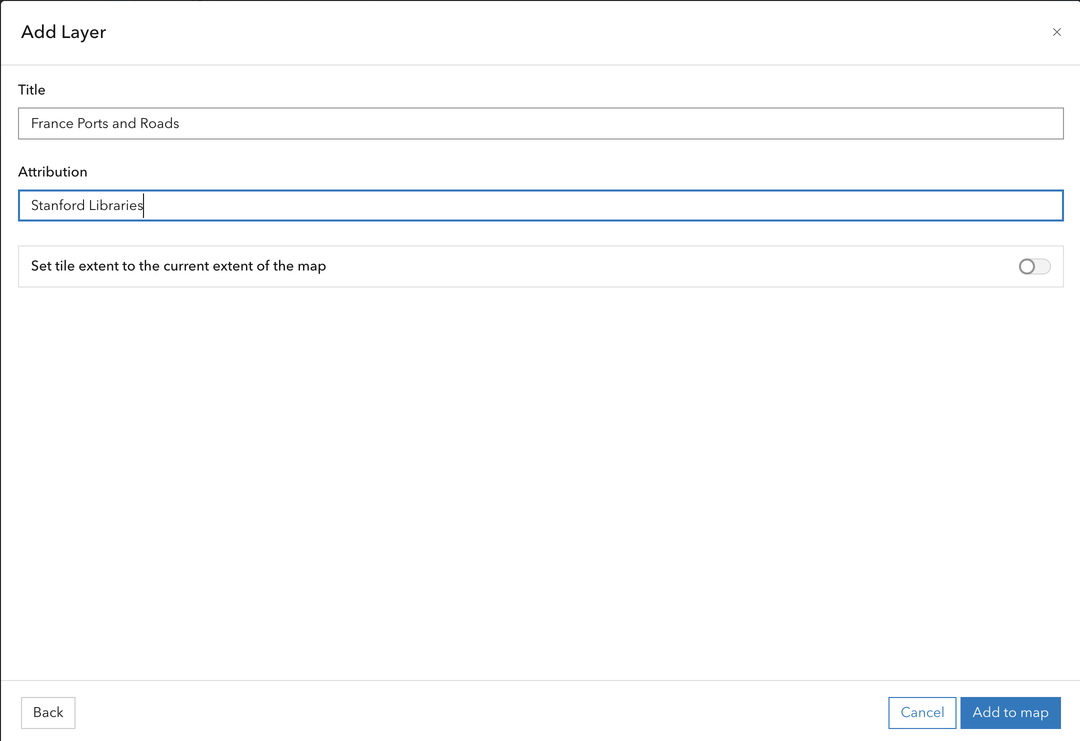 Add Layer
Title
France Ports and Roads
Attribution
Stanford Libraries
Set tile extent to the current extent of the map
Back
Cancel
Add to map